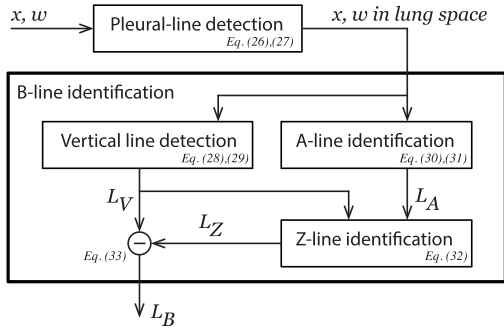 x, w
Pleural-line detection
Eq. (26),(27)
x, w in lung space
B-line identification
Vertical line detection
Eq. (28),(29)
A-line identification
Eq. (30),(31)
L_V
L_A
L_Z
Z-line identification
Eq. (32)
−
Eq. (33)
L_B